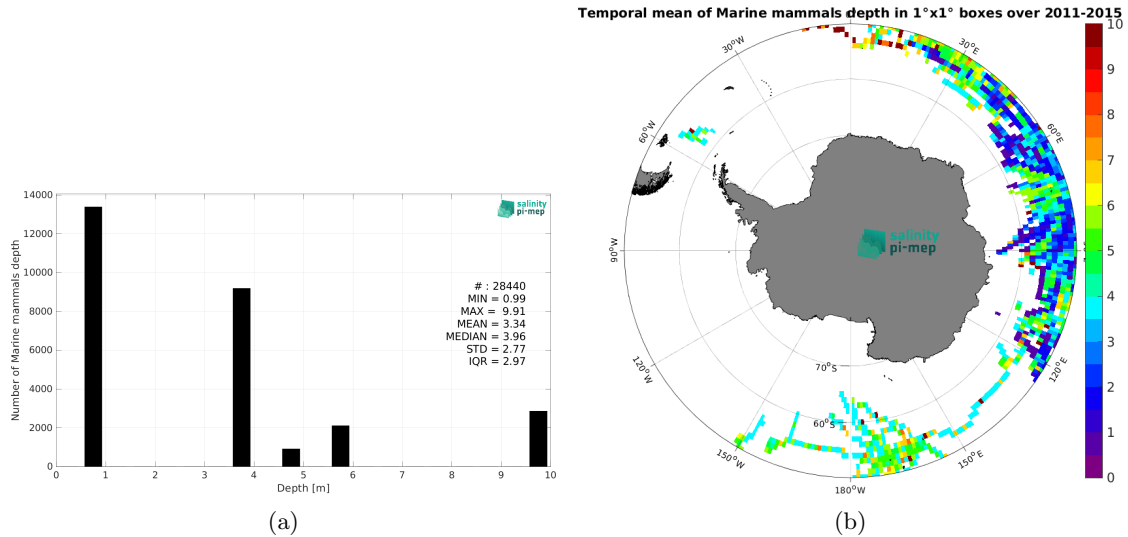 14000
12000
10000
8000
6000
4000
2000
0
Number of Marine mammals depth
0 1 2 3 4 5 6 7 8 9 10
Depth [m]
salinity
pi-mep
# : 28440
MIN = 0.99
MAX = 9.91
MEAN = 3.34
MEDIAN = 3.96
STD = 2.77
IQR = 2.97
(a)
Temporal mean of Marine mammals depth in 1°x1° boxes over 2011-2015
30°W
30°E
60°W
60°E
90°W
120°W
120°E
150°W
150°E
180°W
70°S
60°S
salinity
pi-mep
10
9
8
7
6
5
4
3
2
1
0
(b)